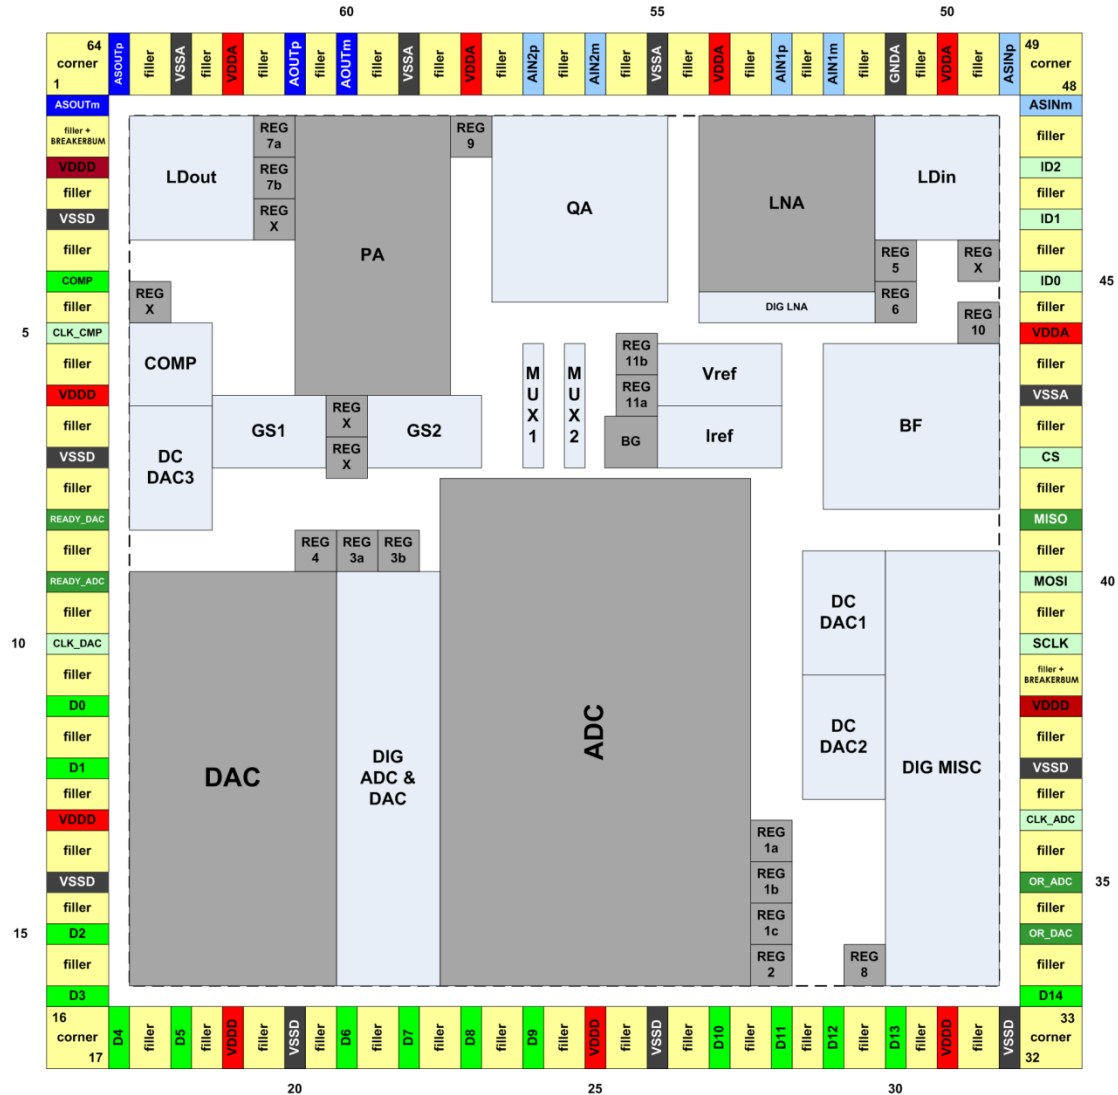 60
55
50
64
corner
1
ASOUTp
filler
VSSA
filler
VDDA
filler
AOUTp
filler
AOUTm
filler
VSSA
filler
VDDA
filler
AIN2p
filler
AIN2m
filler
VSSA
filler
VDDA
filler
AIN1p
filler
AIN1m
filler
GNDA
filler
VDDA
filler
ASINp
49
corner
48
ASOUTm
filler +
BREAKER8UM
VDDD
filler
VSSD
filler
COMP
filler
5
CLK_CMP
filler
VDDD
filler
VSSD
filler
READY_DAC
filler
READY_ADC
filler
10
CLK_DAC
filler
D0
filler
D1
filler
VDDD
filler
VSSD
filler
15
D2
filler
D3
LDout
REG
7a
REG
7b
REG
X
PA
REG
9
QA
LNA
DIG LNA
LDin
REG
5
REG
6
REG
X
REG
10
REG
X
COMP
DC
DAC3
GS1
REG
X
REG
X
GS2
M
U
X
1
M
U
X
2
REG
11b
REG
11a
BG
Vref
Iref
BF
REG
4
REG
3a
REG
3b
DAC
DIG
ADC &
DAC
ADC
DC
DAC1
DC
DAC2
DIG MISC
REG
1a
REG
1b
REG
1c
REG
2
REG
8
ASINm
filler
ID2
filler
ID1
filler
ID0
45
filler
VDDA
filler
VSSA
filler
CS
filler
MISO
filler
MOSI
40
filler
SCLK
filler +
BREAKER8UM
VDDD
filler
VSSD
filler
CLK_ADC
filler
OR_ADC
35
filler
OR_DAC
filler
D14
16
corner
17
D4
filler
D5
filler
VDDD
filler
VSSD
filler
D6
filler
D7
filler
D8
filler
D9
filler
VDDD
filler
VSSD
filler
D10
filler
D11
filler
D12
filler
D13
filler
VDDD
filler
VSSD
33
corner
32
20
25
30